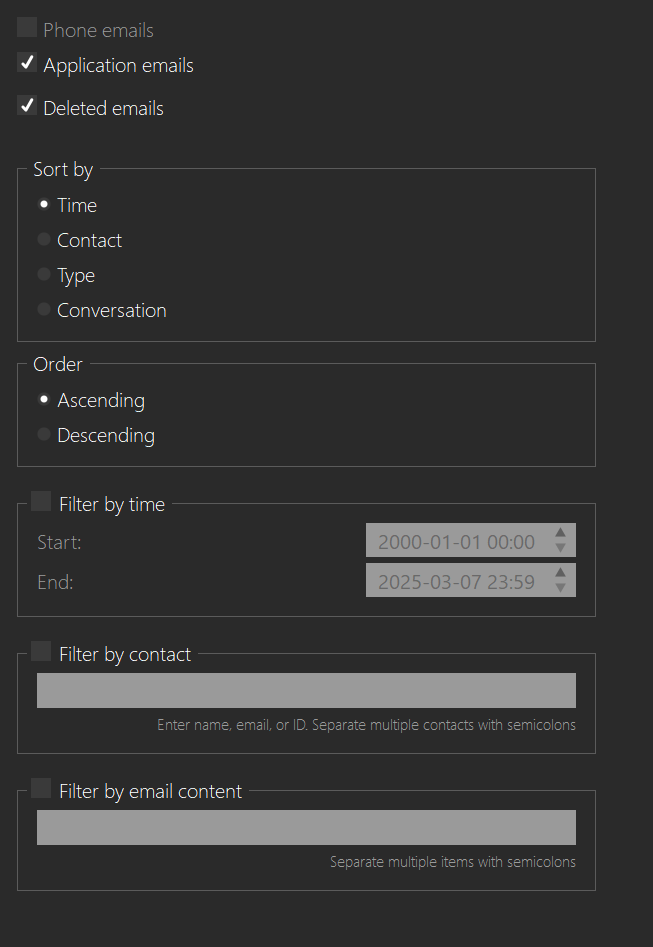 Phone emails
Application emails
Deleted emails
Sort by
Time
Contact
Type
Conversation
Order
Ascending
Descending
Filter by time
Start: 2000-01-01 00:00
End: 2025-03-07 23:59
Filter by contact
Enter name, email, or ID. Separate multiple contacts with semicolons
Filter by email content
Separate multiple items with semicolons